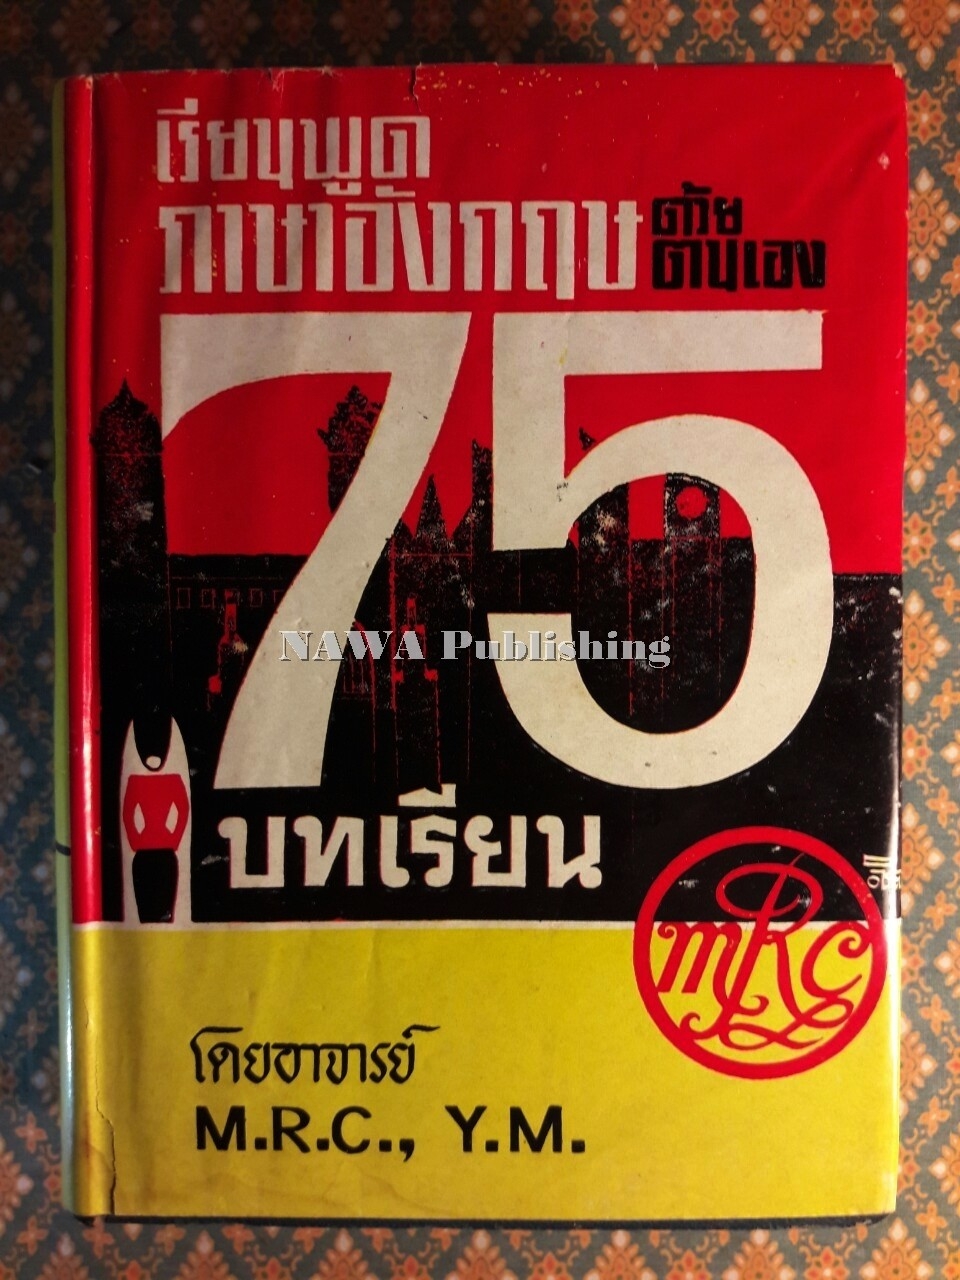 เรียนพูด
ภาษาอังกฤษ ด้วย
ตนเอง
75
NAWA Publishing
บทเรียน
mRC
โดยอาจารย์
M.R.C., Y.M.